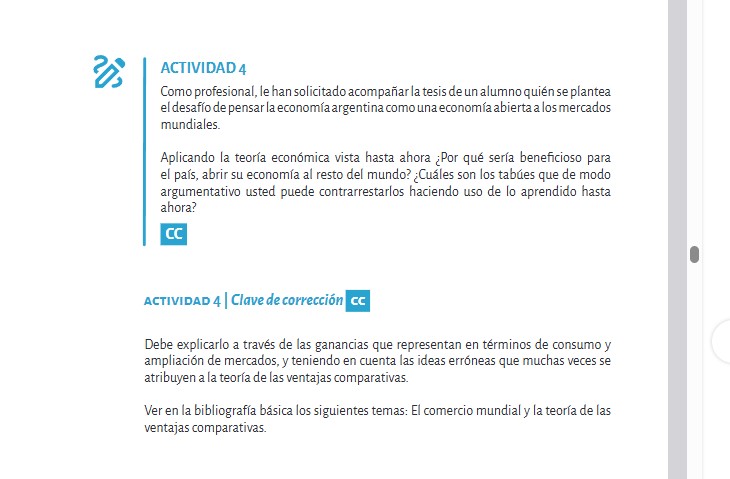 ACTIVIDAD 4
Como profesional, le han solicitado acompañar la tesis de un alumno quién se plantea
el desafío de pensar la economía argentina como una economía abierta a los mercados
mundiales.
Aplicando la teoría económica vista hasta ahora ¿Por qué sería beneficioso para
el país, abrir su economía al resto del mundo? ¿Cuáles son los tabúes que de modo
argumentativo usted puede contrarrestarlos haciendo uso de lo aprendido hasta
ahora?
CC
ACTIVIDAD 4 | Clave de corrección CC
Debe explicarlo a través de las ganancias que representan en términos de consumo y
ampliación de mercados, y teniendo en cuenta las ideas erróneas que muchas veces se
atribuyen a la teoría de las ventajas comparativas.
Ver en la bibliografía básica los siguientes temas: El comercio mundial y la teoría de las
ventajas comparativas.